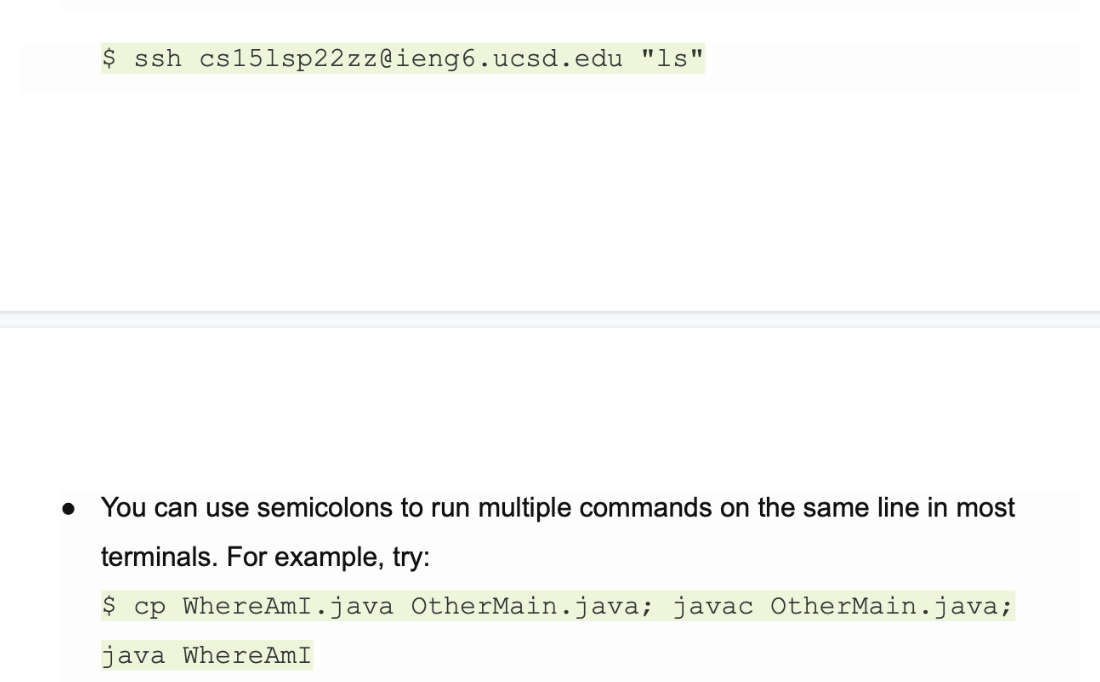 $ ssh cs15lsp22zz@ieng6.ucsd.edu "ls"
● You can use semicolons to run multiple commands on the same line in most
terminals. For example, try:
$ cp WhereAmI.java OtherMain.java; javac OtherMain.java;
java WhereAmI